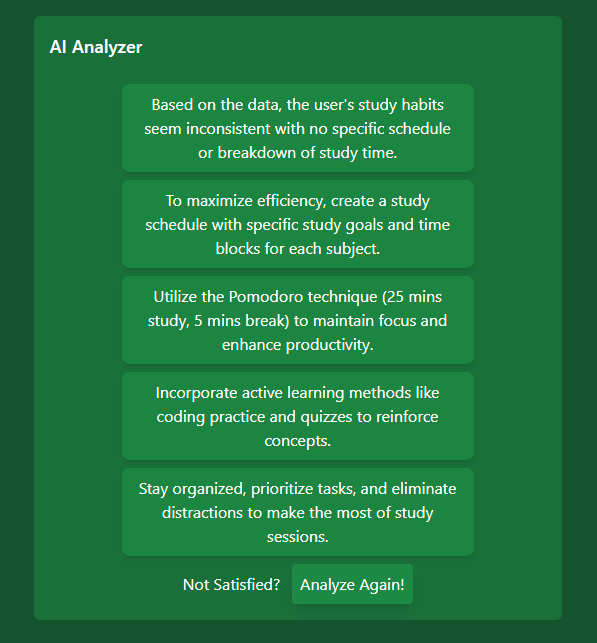 AI Analyzer
Based on the data, the user's study habits
seem inconsistent with no specific schedule
or breakdown of study time.
To maximize efficiency, create a study
schedule with specific study goals and time
blocks for each subject.
Utilize the Pomodoro technique (25 mins
study, 5 mins break) to maintain focus and
enhance productivity.
Incorporate active learning methods like
coding practice and quizzes to reinforce
concepts.
Stay organized, prioritize tasks, and eliminate
distractions to make the most of study
sessions.
Not Satisfied? Analyze Again!